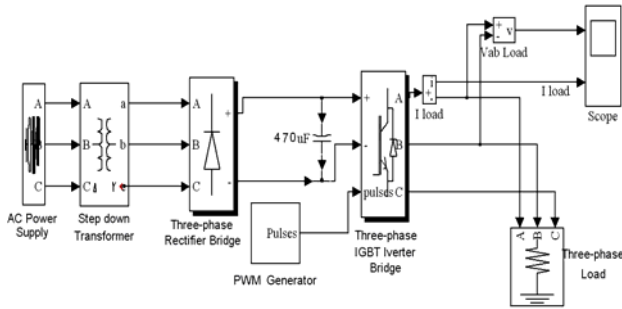 +
-
v
Vab Load
i
+
-
I load
I load
Scope
A
B
C
AC Power
Supply
A
B
C
a
b
Step down
Transformer
A
B
C
+
-
Three-phase
Rectifier Bridge
470uF
Pulses
PWM Generator
+
-
pulses
A
B
C
Three-phase
IGBT Iverter
Bridge
A
B
C
Three-phase
Load